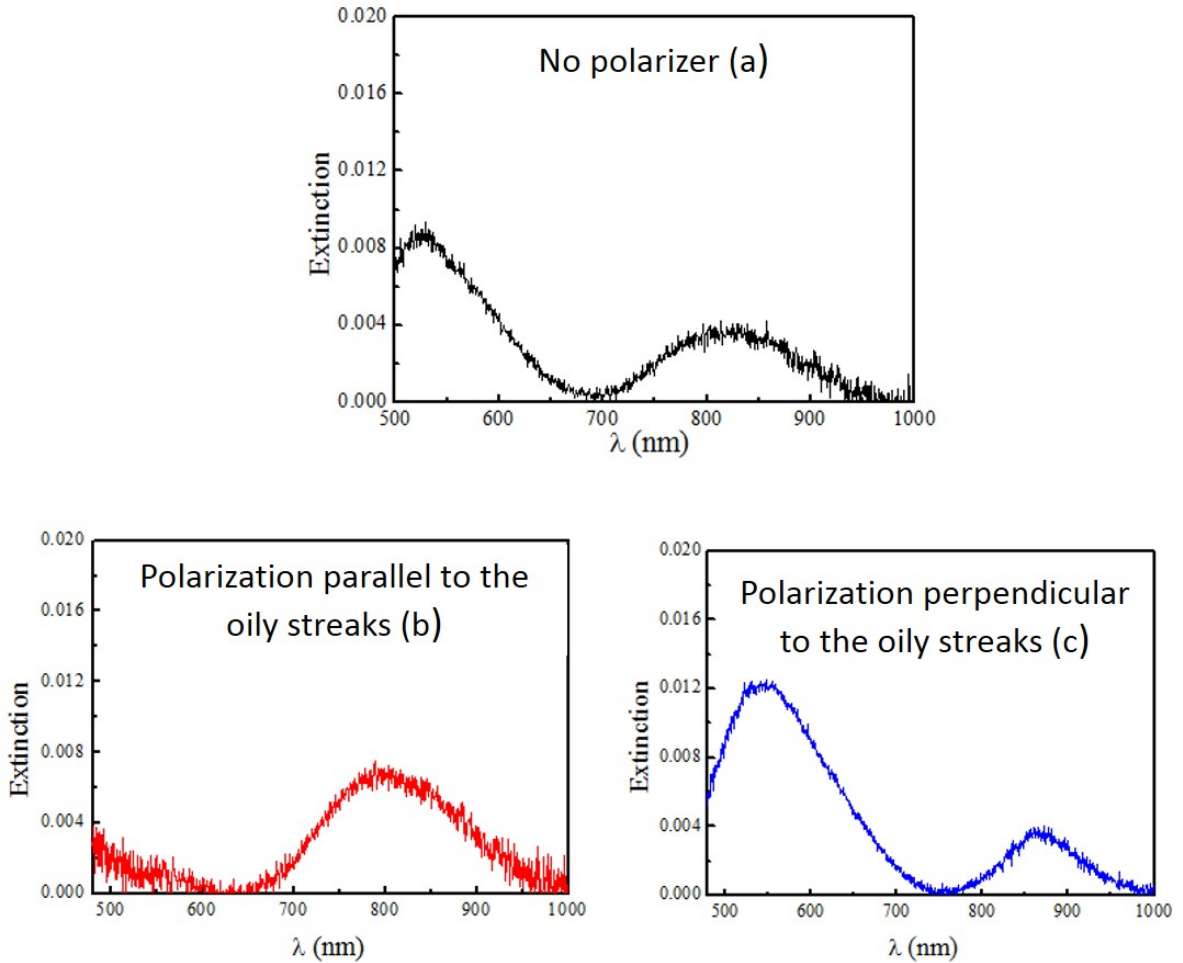 No polarizer (a)
0.020
0.016
0.012
0.008
0.004
0.000
Extinction
500 600 700 800 900 1000
λ (nm)
Polarization parallel to the
oily streaks (b)
0.020
0.016
0.012
0.008
0.004
0.000
Extinction
500 600 700 800 900 1000
λ (nm)
Polarization perpendicular
to the oily streaks (c)
0.020
0.016
0.012
0.008
0.004
0.000
Extinction
500 600 700 800 900 1000
λ (nm)